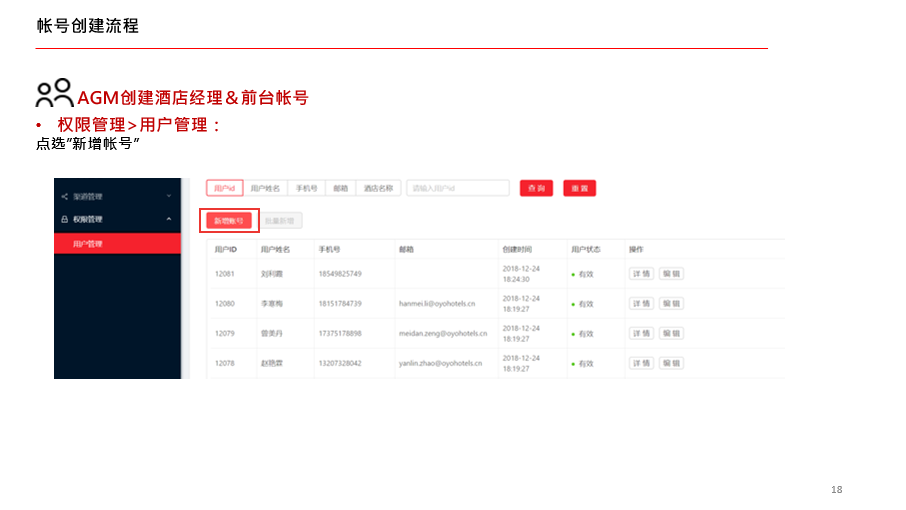 帐号创建流程
AGM创建酒店经理＆前台帐号
• 权限管理>用户管理：
点选"新增帐号"
渠道管理
权限管理
用户管理
用户id 用户姓名 手机号 邮箱 酒店名称 请输入用户id 查 询 重 置
新增账号 批量新增
用户ID 用户姓名 手机号 邮箱 创建时间 用户状态 操作
12081 刘利霞 18549825749 2018-12-24 18:24:30 有效 详 情 编 辑
12080 李寒梅 18151784739 hanmei.li@oyohotels.cn 2018-12-24 18:19:27 有效 详 情 编 辑
12079 曾美丹 17375178898 meidan.zeng@oyohotels.cn 2018-12-24 18:19:27 有效 详 情 编 辑
12078 赵艳霖 13207328042 yanlin.zhao@oyohotels.cn 2018-12-24 18:19:27 有效 详 情 编 辑
18